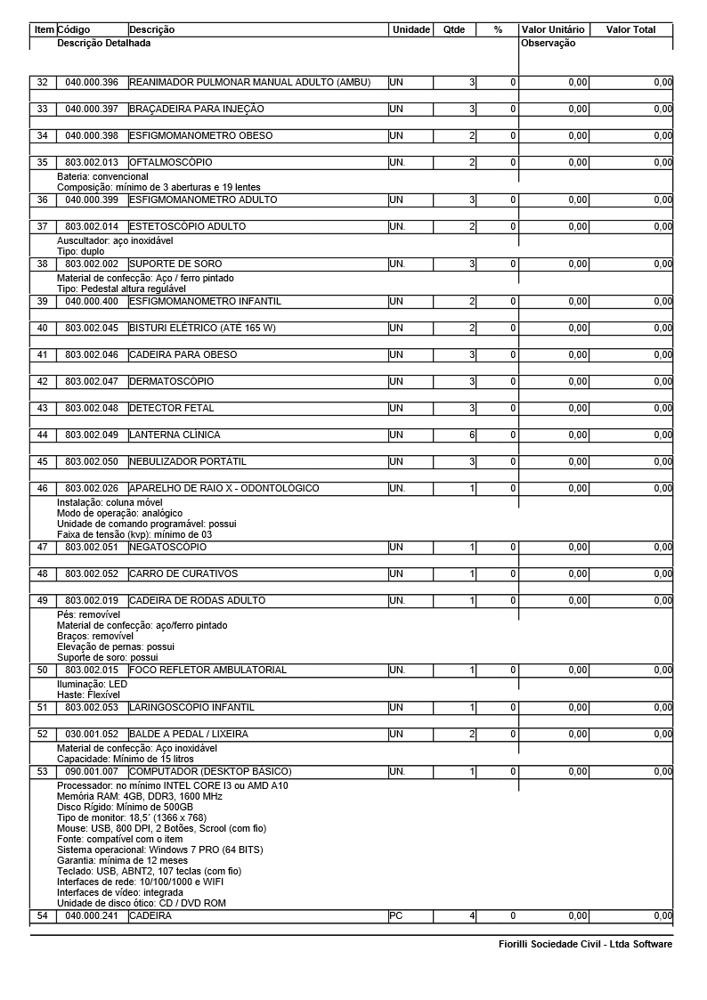 Item Código Descrição Unidade Qtde % Valor Unitário Valor Total
Descrição Detalhada Observação
32 040.000.396 REANIMADOR PULMONAR MANUAL ADULTO (AMBU) UN 3 0 0,00 0,00
33 040.000.397 BRAÇADEIRA PARA INJEÇÃO UN 3 0 0,00 0,00
34 040.000.398 ESFIGMOMANOMETRO OBESO UN 2 0 0,00 0,00
35 803.002.013 OFTALMOSCÓPIO UN. 2 0 0,00 0,00
Bateria: convencional
Composição: mínimo de 3 aberturas e 19 lentes
36 040.000.399 ESFIGMOMANOMETRO ADULTO UN 3 0 0,00 0,00
37 803.002.014 ESTETOSCÓPIO ADULTO UN. 2 0 0,00 0,00
Auscultador: aço inoxidável
Tipo: duplo
38 803.002.002 SUPORTE DE SORO UN. 3 0 0,00 0,00
Material de confecção: Aço / ferro pintado
Tipo: Pedestal altura regulável
39 040.000.400 ESFIGMOMANOMETRO INFANTIL UN 2 0 0,00 0,00
40 803.002.045 BISTURI ELÉTRICO (ATÉ 165 W) UN 2 0 0,00 0,00
41 803.002.046 CADEIRA PARA OBESO UN 3 0 0,00 0,00
42 803.002.047 DERMATOSCÓPIO UN 3 0 0,00 0,00
43 803.002.048 DETECTOR FETAL UN 3 0 0,00 0,00
44 803.002.049 LANTERNA CLÍNICA UN 6 0 0,00 0,00
45 803.002.050 NEBULIZADOR PORTÁTIL UN 3 0 0,00 0,00
46 803.002.026 APARELHO DE RAIO X - ODONTOLÓGICO UN. 1 0 0,00 0,00
Instalação: coluna móvel
Modo de operação: analógico
Unidade de comando programável: possui
Faixa de tensão (kvp): mínimo de 03
47 803.002.051 NEGATOSCÓPIO UN 1 0 0,00 0,00
48 803.002.052 CARRO DE CURATIVOS UN 1 0 0,00 0,00
49 803.002.019 CADEIRA DE RODAS ADULTO UN. 1 0 0,00 0,00
Pés: removível
Material de confecção: aço/ferro pintado
Braços: removível
Elevação de pernas: possui
Suporte de soro: possui
50 803.002.015 FOCO REFLETOR AMBULATORIAL UN. 1 0 0,00 0,00
Iluminação: LED
Haste: Flexível
51 803.002.053 LARINGOSCÓPIO INFANTIL UN 1 0 0,00 0,00
52 030.001.052 BALDE A PEDAL / LIXEIRA UN 2 0 0,00 0,00
Material de confecção: Aço inoxidável
Capacidade: Mínimo de 15 litros
53 090.001.007 COMPUTADOR (DESKTOP BÁSICO) UN. 1 0 0,00 0,00
Processador: no mínimo INTEL CORE I3 ou AMD A10
Memória RAM: 4GB, DDR3, 1600 MHz
Disco Rígido: Mínimo de 500GB
Tipo de monitor: 18,5´ (1366 x 768)
Mouse: USB, 800 DPI, 2 Botões, Scrool (com fio)
Fonte: compatível com o item
Sistema operacional: Windows 7 PRO (64 BITS)
Garantia: mínima de 12 meses
Teclado: USB, ABNT2, 107 teclas (com fio)
Interfaces de rede: 10/100/1000 e WIFI
Interfaces de vídeo: integrada
Unidade de disco ótico: CD / DVD ROM
54 040.000.241 CADEIRA PC 4 0 0,00 0,00
Fiorilli Sociedade Civil - Ltda Software